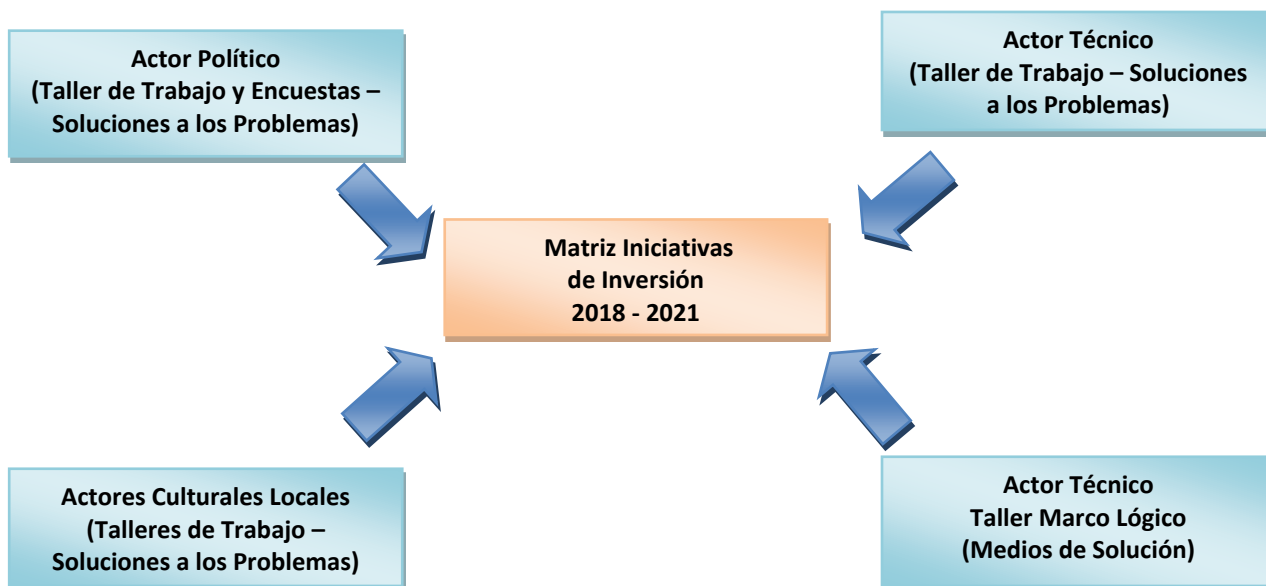 Actor Político
(Taller de Trabajo y Encuestas –
Soluciones a los Problemas)
Actor Técnico
(Taller de Trabajo – Soluciones
a los Problemas)
Matriz Iniciativas
de Inversión
2018 - 2021
Actores Culturales Locales
(Talleres de Trabajo –
Soluciones a los Problemas)
Actor Técnico
Taller Marco Lógico
(Medios de Solución)